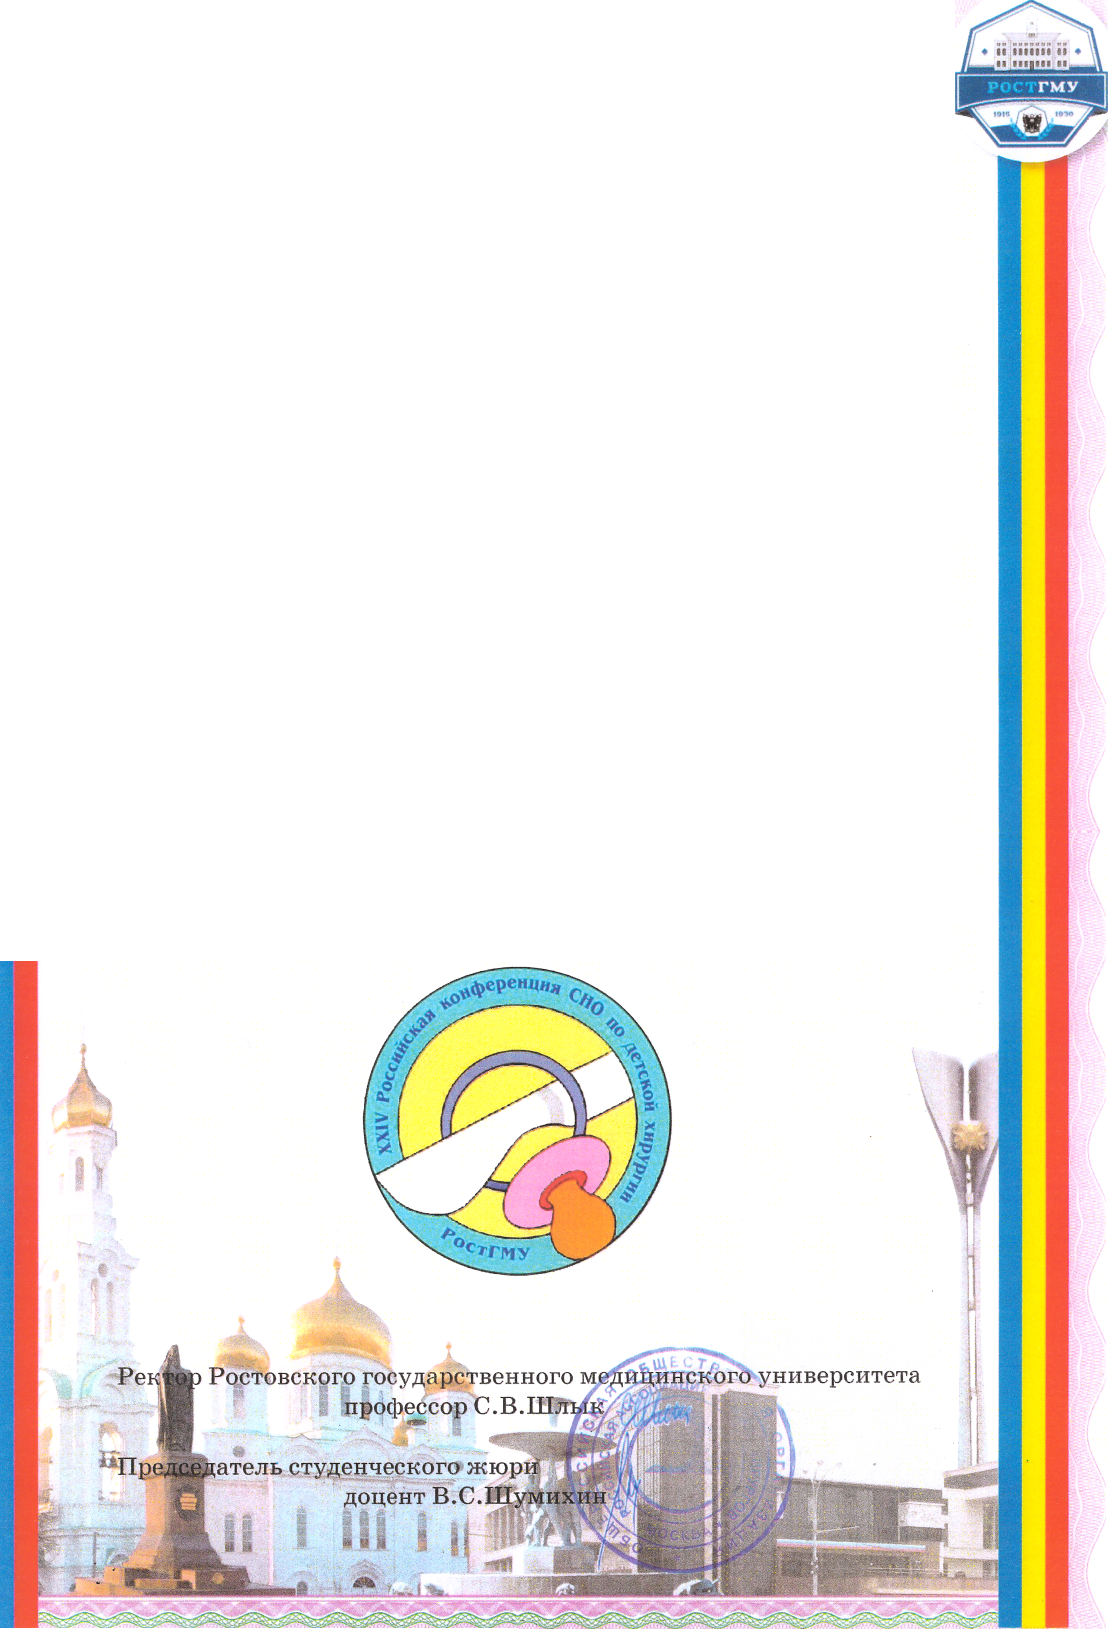 РОСТГМУ
1915 1930
XXIV Российская конференция СНО по детской хирургии
РостГМУ
Ректор Ростовского государственного медицинского университета
профессор С.В.Шлык
Председатель студенческого жюри
доцент В.С.Шумихин